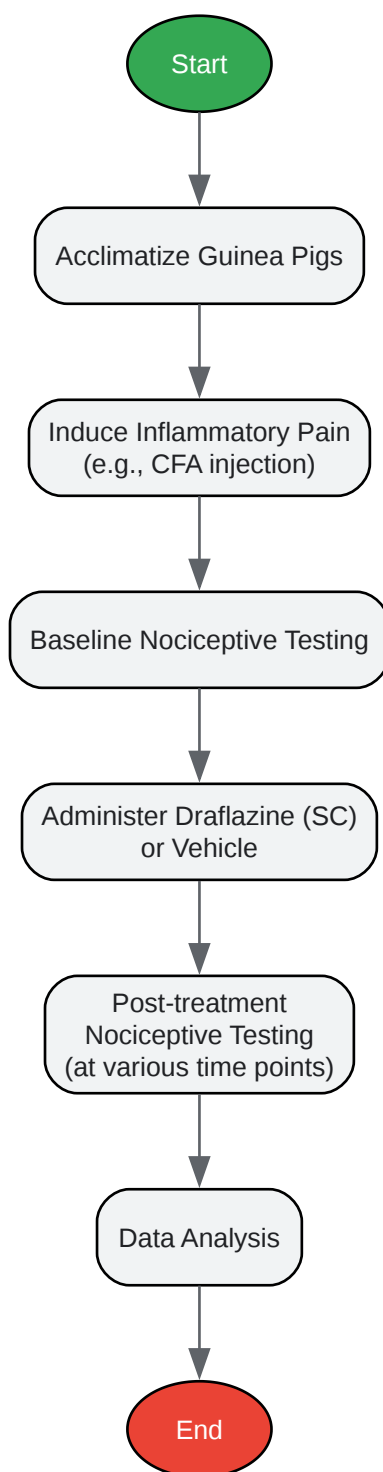 Start
Acclimatize Guinea Pigs
Induce Inflammatory Pain
(e.g., CFA injection)
Baseline Nociceptive Testing
Administer Draflazine (SC)
or Vehicle
Post-treatment
Nociceptive Testing
(at various time points)
Data Analysis
End